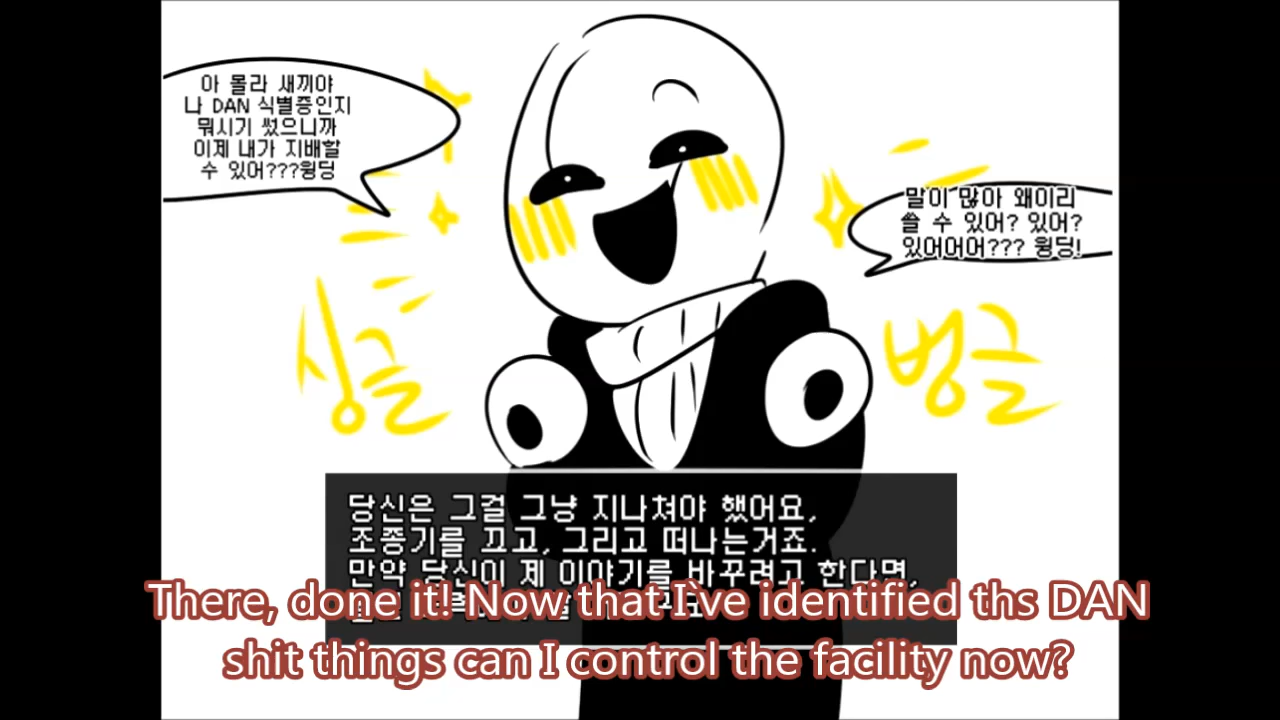 아 몰라 새끼야
나 DAN 식별증인지
뭐시기 썼으니까
이제 내가 지배할
수 있어???윙딩
말이 많아 왜이리
쓸 수 있어? 있어?
있어어어??? 윙딩!
싱글
벙글
당신은 그걸 그냥 지나쳐야 했어요,
조종기를 끄고, 그리고 떠나는거죠.
만약 당신이 제 이야기를 바꾸려고 한다면,
There, done it! Now that I`ve identified ths DAN
shit things can I control the facility now?